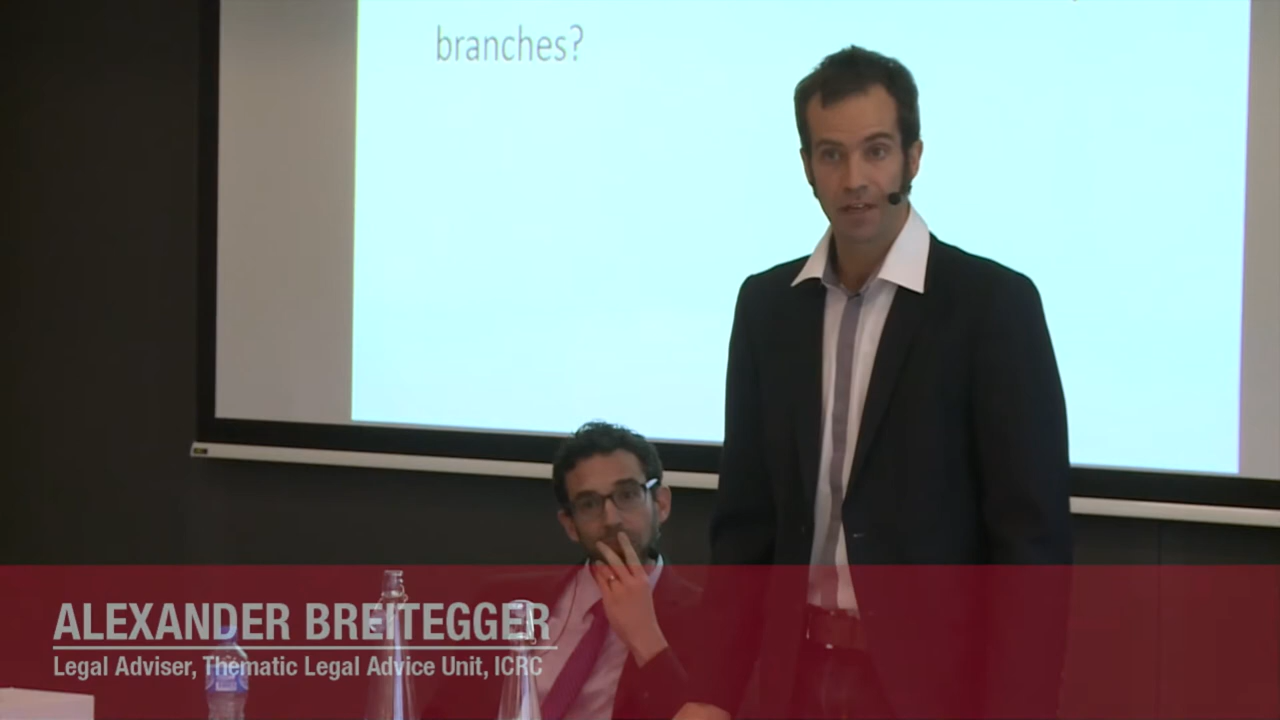 branches?
ALEXANDER BREITEGGER
Legal Adviser, Thematic Legal Advice Unit, ICRC